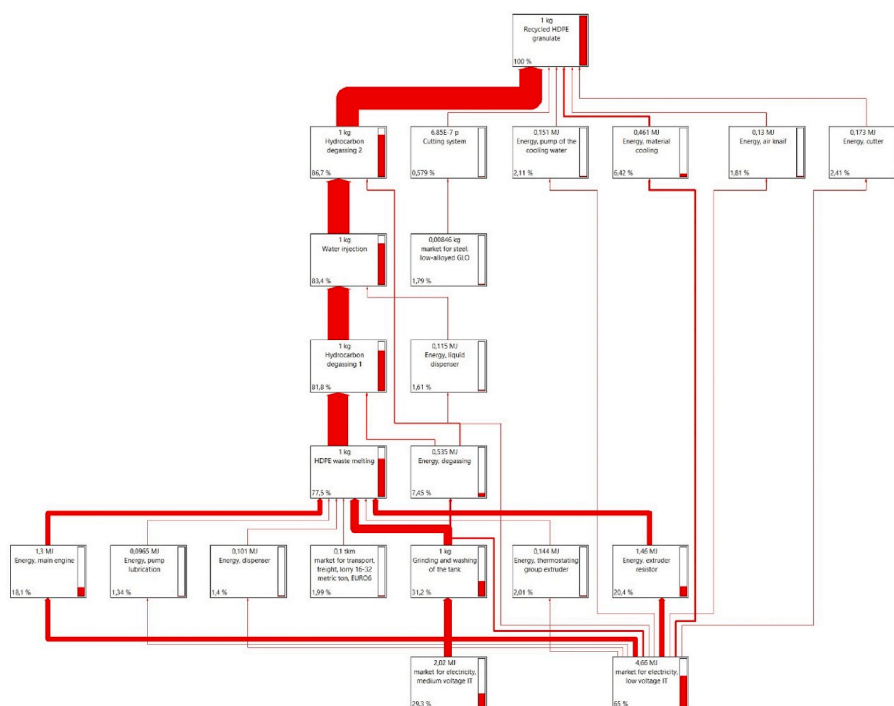 1 kg
Recycled HDPE
granulate
100 %
1 kg
Hydrocarbon
degassing 2
86,7 %
6.85E-7 p
Cutting system
0,579 %
0,151 MJ
Energy, pump of the
cooling water
2,11 %
0,461 MJ
Energy, material
cooling
6,42 %
0,13 MJ
Energy, air knaif
1,81 %
0,173 MJ
Energy, cutter
2,41 %
1 kg
Water injection
83,4 %
0,00846 kg
market for steel,
low-alloyed GLO
1,79 %
1 kg
Hydrocarbon
degassing 1
81,8 %
0,115 MJ
Energy, liquid
dispenser
1,61 %
1 kg
HDPE waste melting
77,5 %
0,535 MJ
Energy, degassing
7,45 %
1,3 MJ
Energy, main engine
18,1 %
0,0965 MJ
Energy, pump
lubrication
1,34 %
0,101 MJ
Energy, dispenser
1,4 %
0,1 tkm
market for transport,
freight, lorry 16-32
metric ton, EURO6
1,99 %
1 kg
Grinding and washing
of the tank
31,2 %
0,144 MJ
Energy, thermostating
group extruder
2,01 %
1,46 MJ
Energy, extruder
resistor
20,4 %
2,02 MJ
market for electricity,
medium voltage IT
29,3 %
4,66 MJ
market for electricity,
low voltage IT
65 %